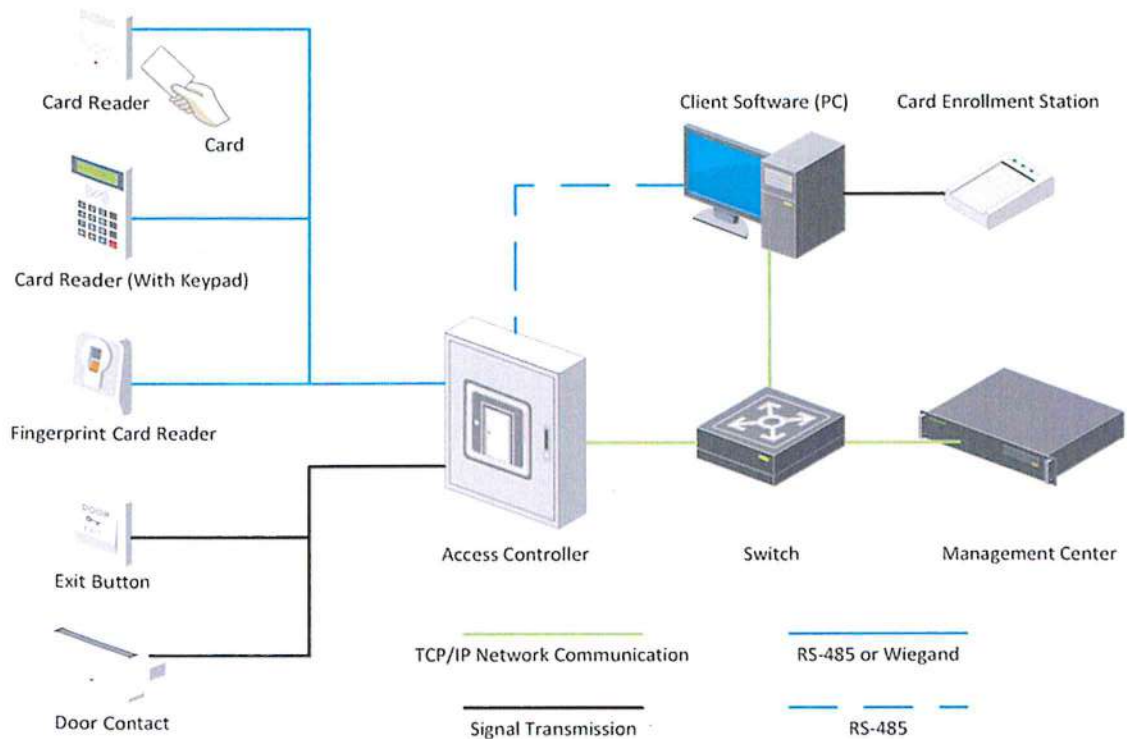 Card Reader
Card
Client Software (PC)
Card Enrollment Station
Card Reader (With Keypad)
Fingerprint Card Reader
DOOR
Exit Button
Access Controller
Switch
Management Center
TCP/IP Network Communication
RS-485 or Wiegand
Door Contact
Signal Transmission
RS-485